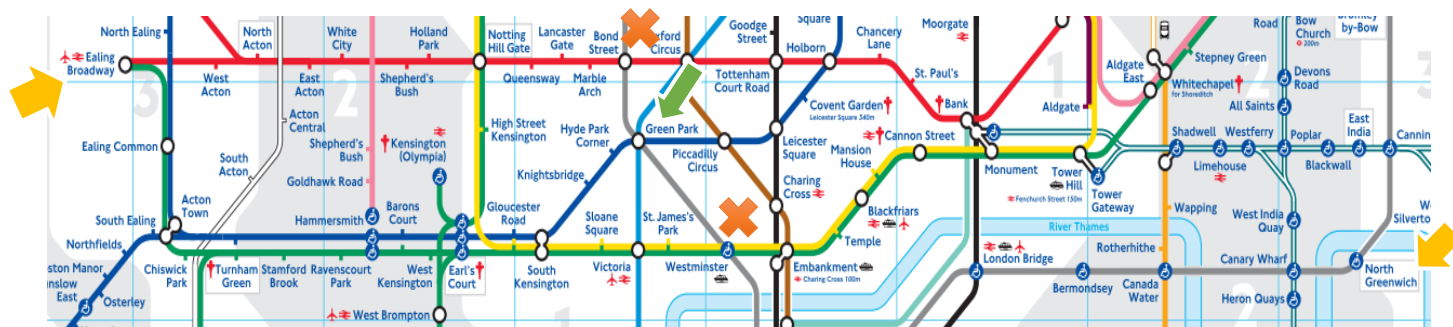 North Ealing
North
Acton
White
City
Holland
Park
Notting
Hill Gate
Lancaster
Gate
Bond
Street
Oxford
Circus
Goodge
Street
Square
Holborn
Chancery
Lane
Moorgate
Road
Bow
Church
200m
by-Bow
Ealing
Broadway
3
West
Acton
East
Acton
2
Shepherd's
Bush
Queensway
Marble
Arch
Tottenham
Court Road
St. Paul's
Aldgate
East
Stepney Green
Whitechapel
for Shoreditch
Devons
Road
All Saints
Acton
Central
High Street
Kensington
Hyde Park
Corner
Green Park
Covent Garden
Leicester Square 340m
Bank
Aldgate
Ealing Common
South
Acton
Shepherd's
Bush
Kensington
(Olympia)
Piccadilly
Circus
Leicester
Square
Cannon Street
Mansion
House
Shadwell
Westferry
Poplar
East
India
Limehouse
Blackwall
Goldhawk Road
Knightsbridge
Charing
Cross
Monument
Tower
Hill
Fenchurch Street 150m
Tower
Gateway
Acton
Town
South Ealing
Hammersmith
Barons
Court
Gloucester
Road
Sloane
Square
St. James's
Park
Blackfriars
Wapping
West India
Quay
Northfields
Temple
River Thames
Rotherhithe
Chiswick
Park
Turnham
Green
Stamford
Brook
Ravenscourt
Park
West
Kensington
Earl's
Court
South
Kensington
Victoria
Westminster
Embankment
Charing Cross 100m
London Bridge
Canary Wharf
North
Greenwich
Osterley
East
Bermondsey
Canada
Water
Heron Quays
West Brompton
1
2